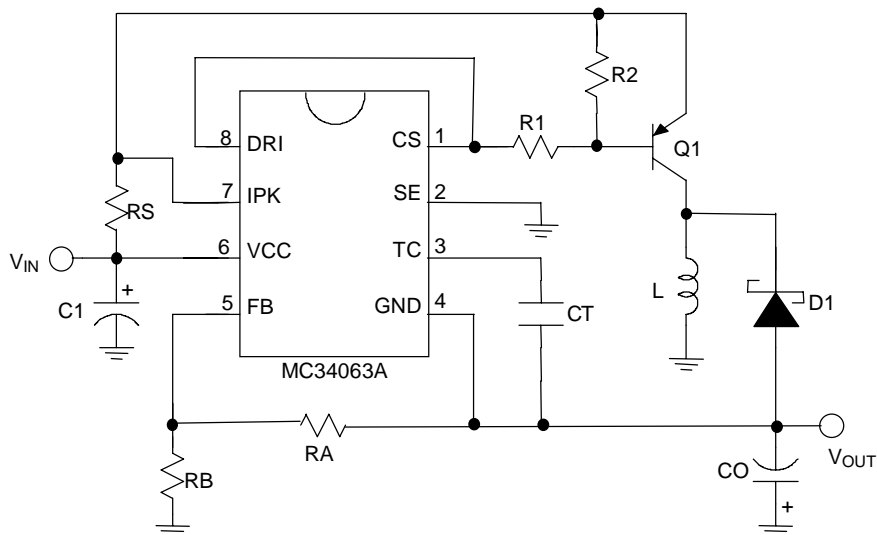 R2
R1
Q1
8 DRI CS 1
7 IPK SE 2
RS
6 VCC TC 3
VIN
+
C1
5 FB GND 4
CT
L
D1
MC34063A
RA
RB
VOUT
CO
+